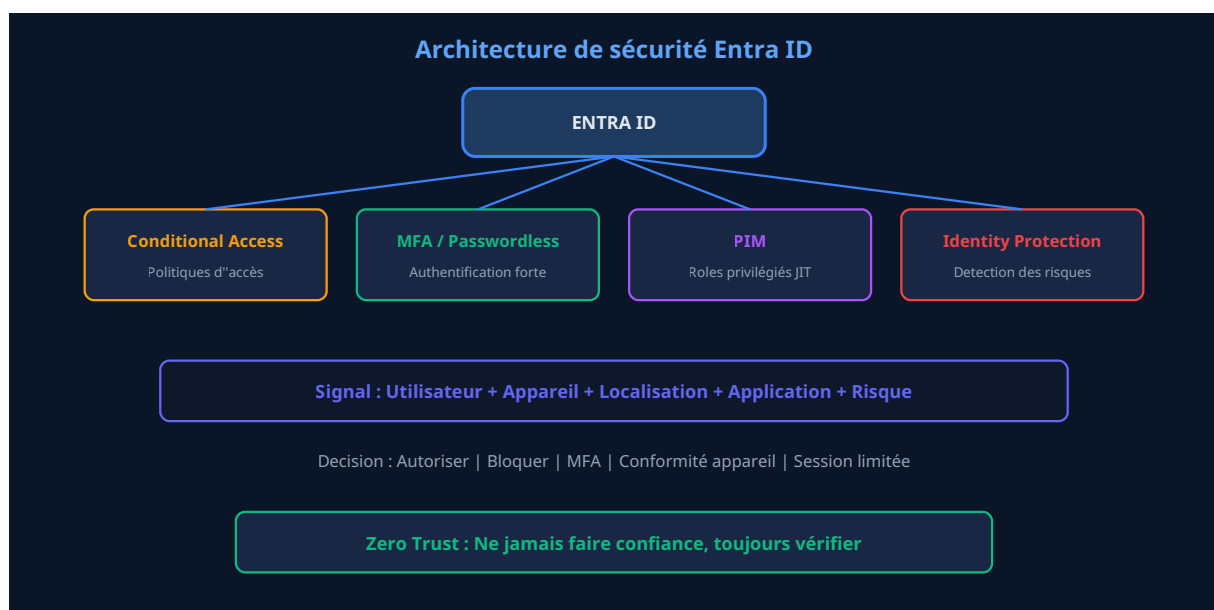 Architecture de sécurité Entra ID
ENTRA ID
Conditional Access
Politiques d"accès
MFA / Passwordless
Authentification forte
PIM
Roles privilégiés JIT
Identity Protection
Detection des risques
Signal : Utilisateur + Appareil + Localisation + Application + Risque
Decision : Autoriser | Bloquer | MFA | Conformité appareil | Session limitée
Zero Trust : Ne jamais faire confiance, toujours vérifier